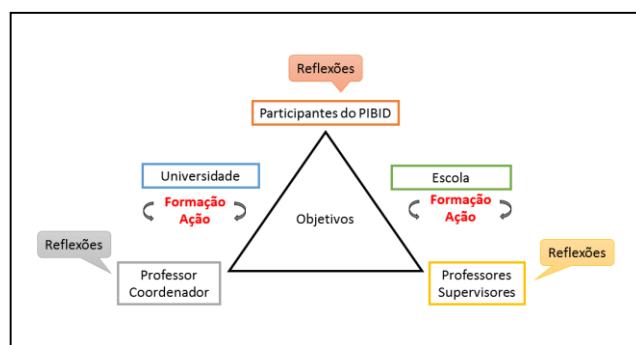 Reflexões
Participantes do PIBID
Universidade
Escola
Formação
Ação
Formação
Ação
Objetivos
Reflexões
Reflexões
Professor
Coordenador
Professores
Supervisores